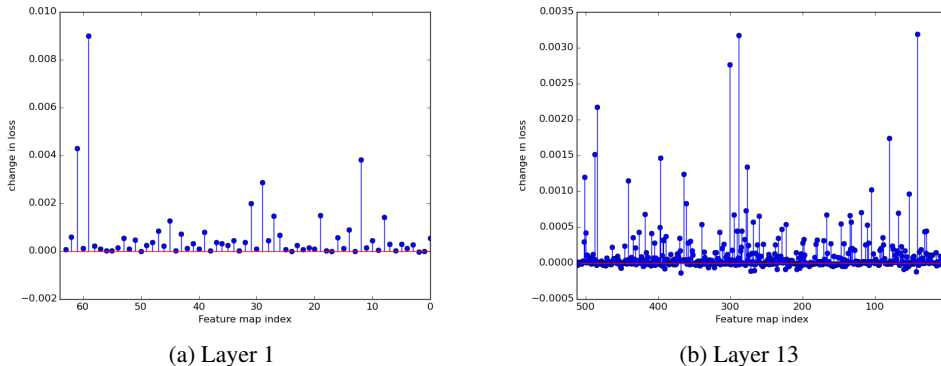 0.010
0.008
0.006
0.004
0.002
0.000
−0.002
60 50 40 30 20 10 0
change in loss
Feature map index
(a) Layer 1
0.0035
0.0030
0.0025
0.0020
0.0015
0.0010
0.0005
0.0000
−0.0005
500 400 300 200 100
change in loss
Feature map index
(b) Layer 13